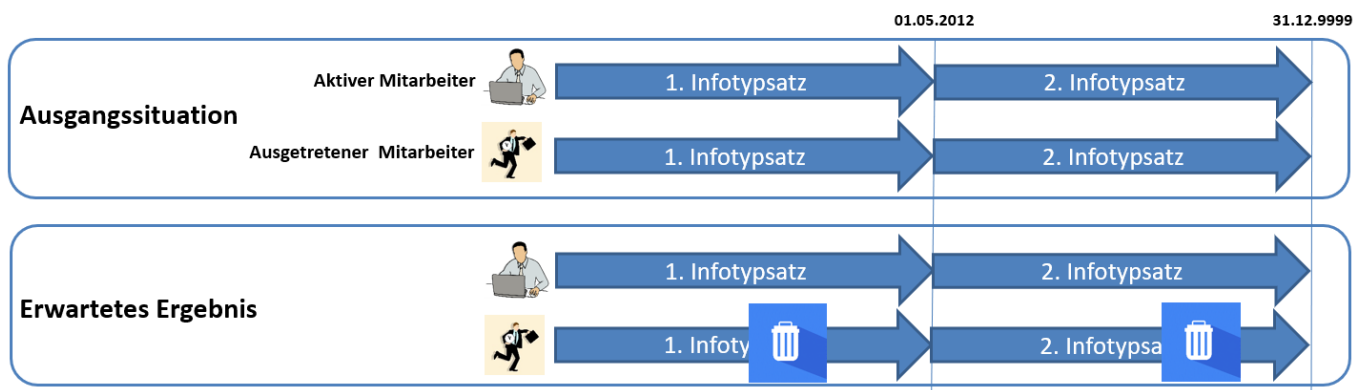 01.05.2012 31.12.9999
Aktiver Mitarbeiter 1. Infotypsatz 2. Infotypsatz
Ausgangssituation
Ausgetretener Mitarbeiter 1. Infotypsatz 2. Infotypsatz
1. Infotypsatz 2. Infotypsatz
Erwartetes Ergebnis
1. Infoty 2. Infotypsa